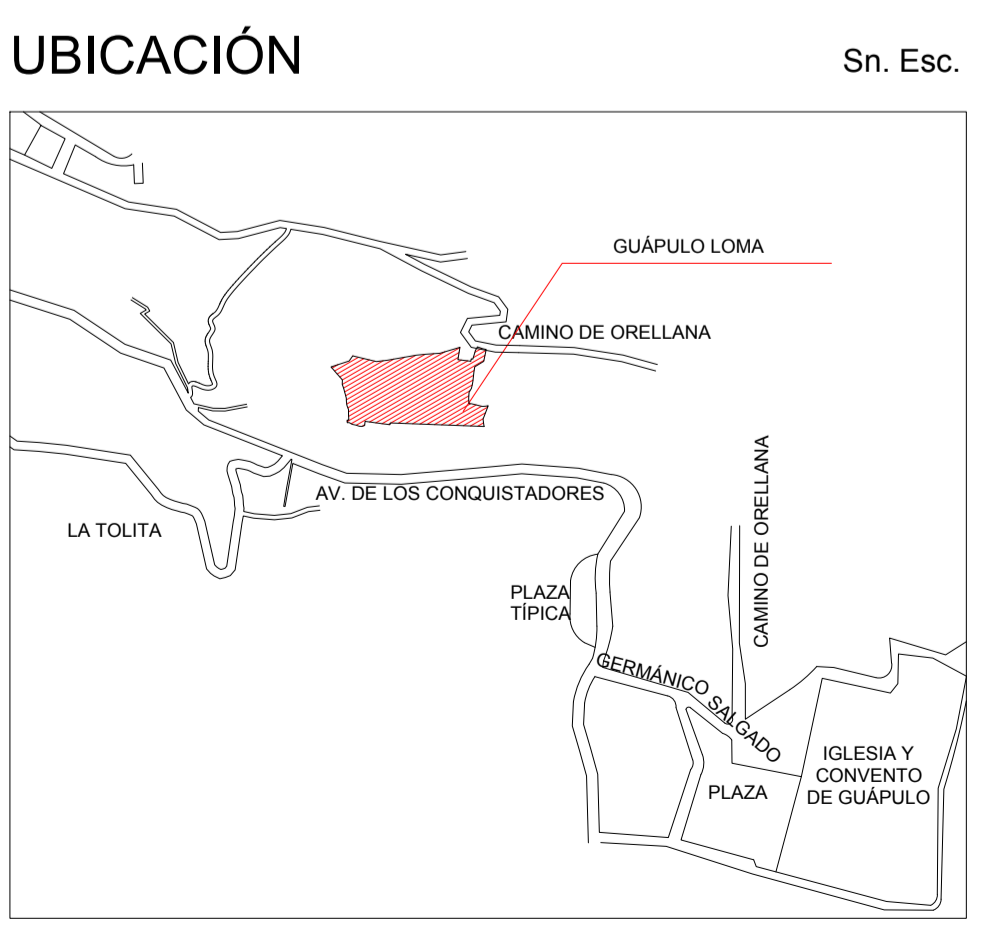 UBICACIÓN
Sn. Esc.
GUÁPULO LOMA
CAMINO DE ORELLANA
AV. DE LOS CONQUISTADORES
LA TOLITA
CAMINO DE ORELLANA
PLAZA
TÍPICA
GERMÁNICO SALGADO
IGLESIA Y
CONVENTO
DE GUÁPULO
PLAZA